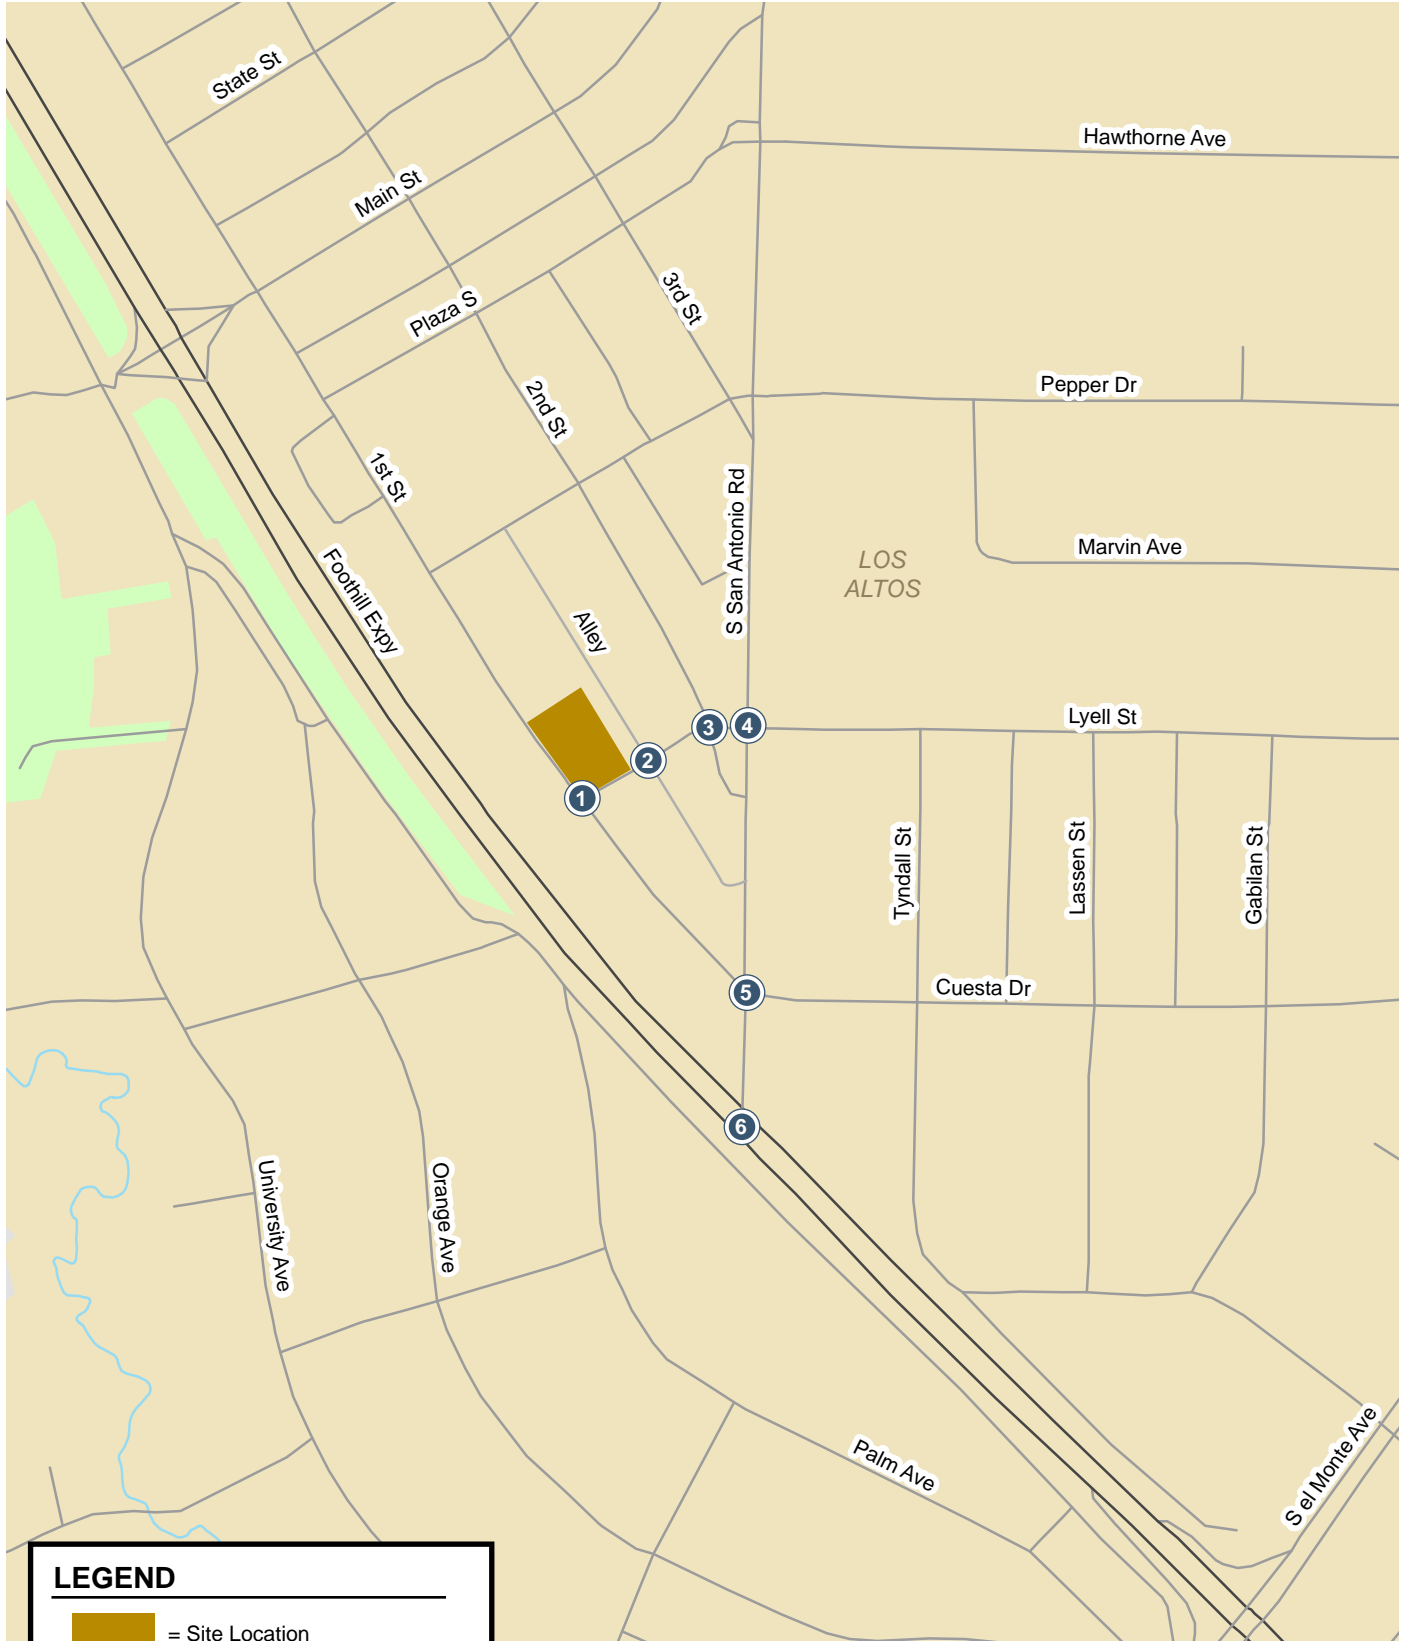 State St
Hawthorne Ave
Main St
3rd St
Plaza S
Pepper Dr
2nd St
1st St
S San Antonio Rd
Marvin Ave
LOS
ALTOS
Foothill Expy
Alley
Lyell St
3
4
2
1
Tyndall St
Lassen St
Gabilan St
5
Cuesta Dr
6
University Ave
Orange Ave
Palm Ave
S el Monte Ave
LEGEND
= Site Location